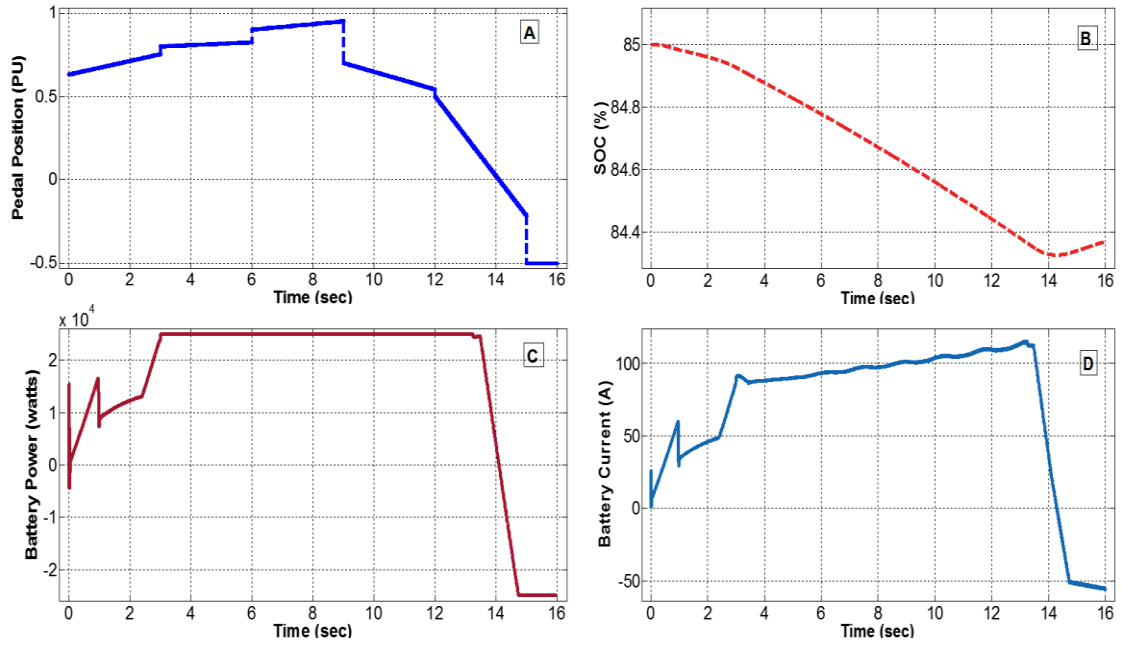 A
Pedal Position (PU)
1
0.5
0
-0.5
0 2 4 6 8 10 12 14 16
Time (sec)
B
SOC (%)
85
84.8
84.6
84.4
0 2 4 6 8 10 12 14 16
Time (sec)
x 10^4
C
Battery Power (watts)
2
1
0
-1
-2
0 2 4 6 8 10 12 14 16
Time (sec)
D
Battery Current (A)
100
50
0
-50
0 2 4 6 8 10 12 14 16
Time (sec)